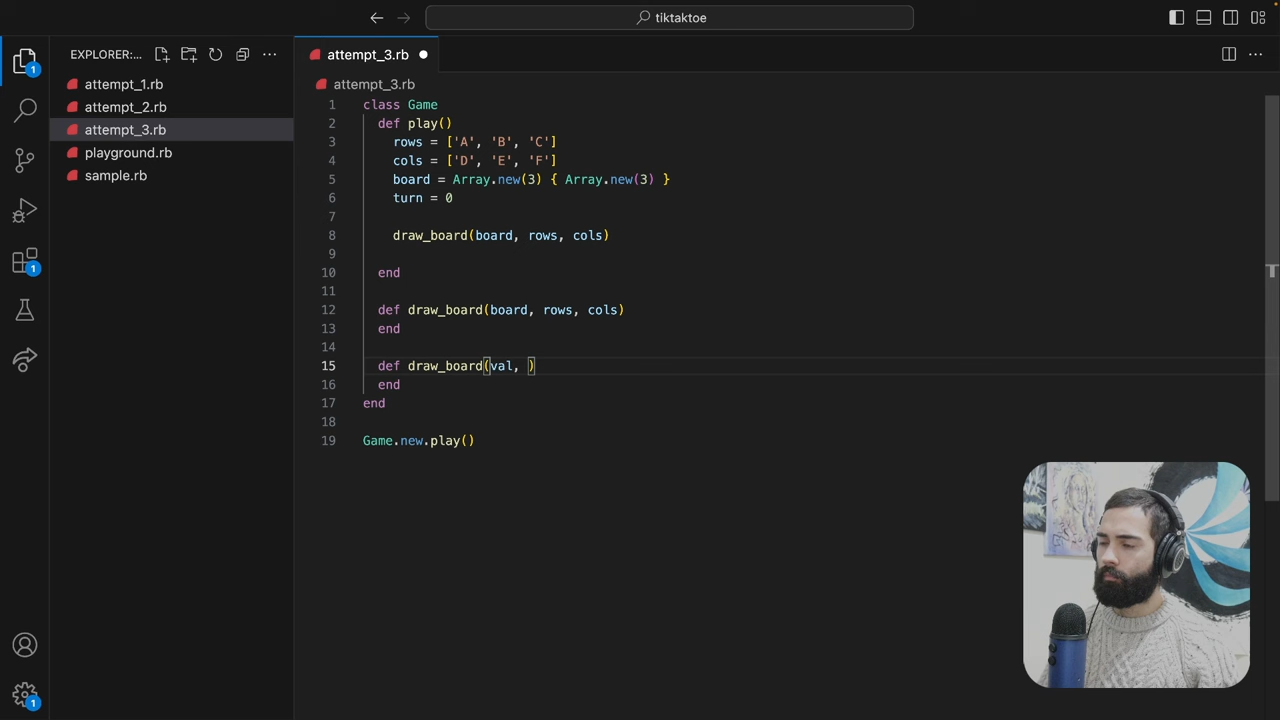 tiktaktoe
EXPLORER:...
attempt_1.rb
attempt_2.rb
attempt_3.rb
playground.rb
sample.rb
1
1
1
attempt_3.rb
attempt_3.rb
1 class Game
2 def play()
3 rows = ['A', 'B', 'C']
4 cols = ['D', 'E', 'F']
5 board = Array.new(3) { Array.new(3) }
6 turn = 0
7
8 draw_board(board, rows, cols)
9
10 end
11
12 def draw_board(board, rows, cols)
13 end
14
15 def draw_board(val, )
16 end
17 end
18
19 Game.new.play()